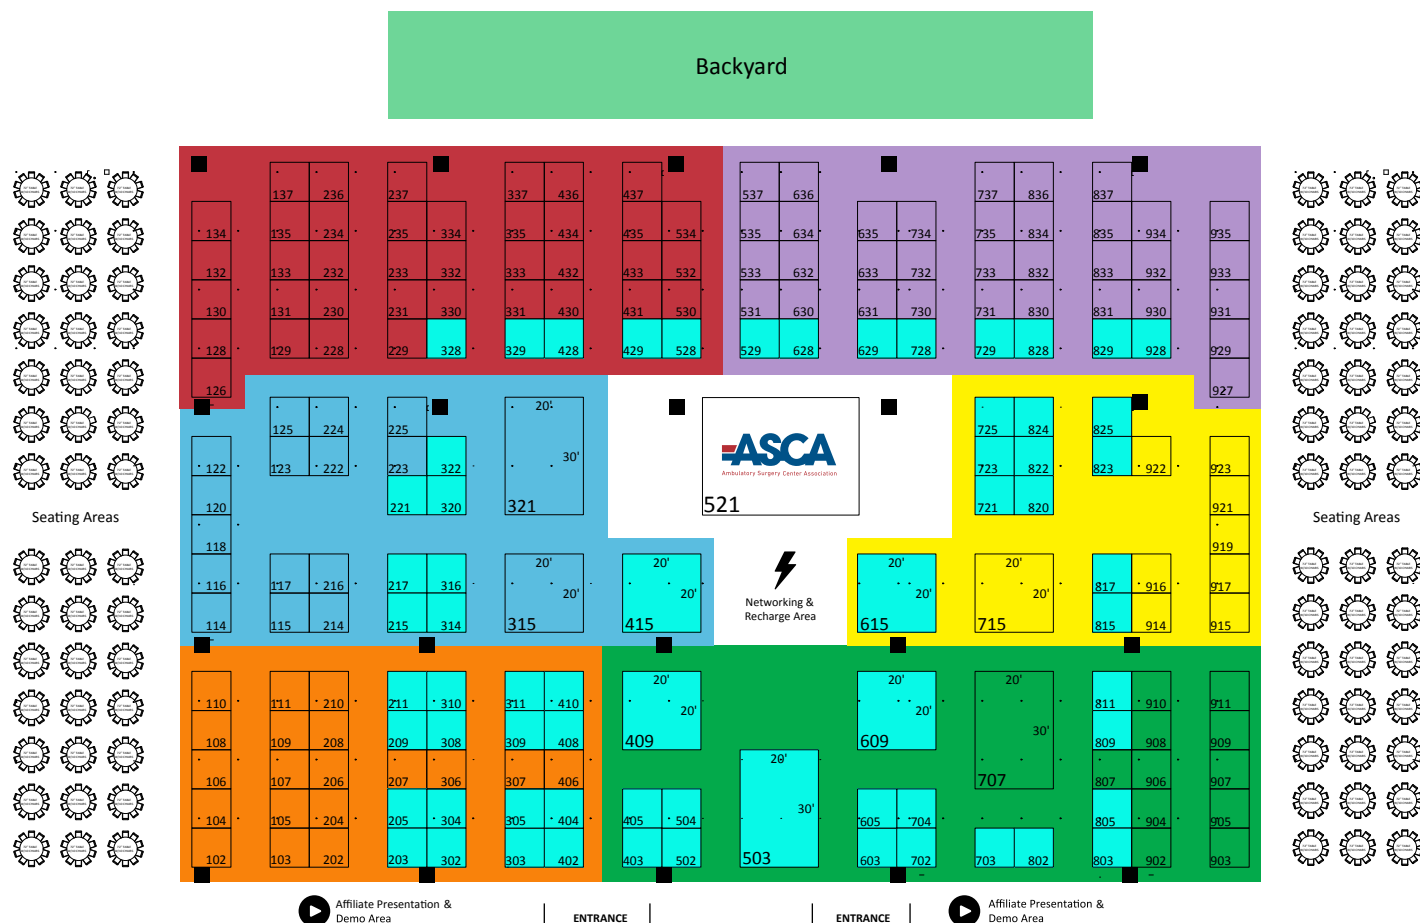 Backyard
137 236 237 337 436 437 537 636 737 836 837
134 135 234 235 334 335 434 435 534 535 634 635 734 735 834 835 934 935
132 133 232 233 332 333 432 433 532 533 632 633 732 733 832 833 932 933
130 131 230 231 330 331 430 431 530 531 630 631 730 731 830 831 930 931
128 129 228 229 328 329 428 429 528 529 628 629 728 729 828 829 928 929
126 927
20'
125 224 225 725 824 825
30'
ASCA
Ambulatory Surgery Center Association
122 123 222 223 322 723 822 823 922 923
120 221 320 321 521 721 820 921
Seating Areas
Seating Areas
118 919
20' 20' 20' 20'
116 117 216 217 316 817 916 917
20' 20' 20' 20'
Networking &
Recharge Area
114 115 214 215 314 315 415 615 715 815 914 915
20' 20' 20'
110 111 210 211 310 311 410 811 910 911
20' 20'
30'
108 109 208 209 308 309 408 409 609 809 908 909
20'
106 107 206 207 306 307 406 707 807 906 907
30'
104 105 204 205 304 305 404 405 504 605 704 805 904 905
102 103 202 203 302 303 402 403 502 503 603 702 703 802 803 902 903
Affiliate Presentation &
Demo Area
ENTRANCE
ENTRANCE
Affiliate Presentation &
Demo Area